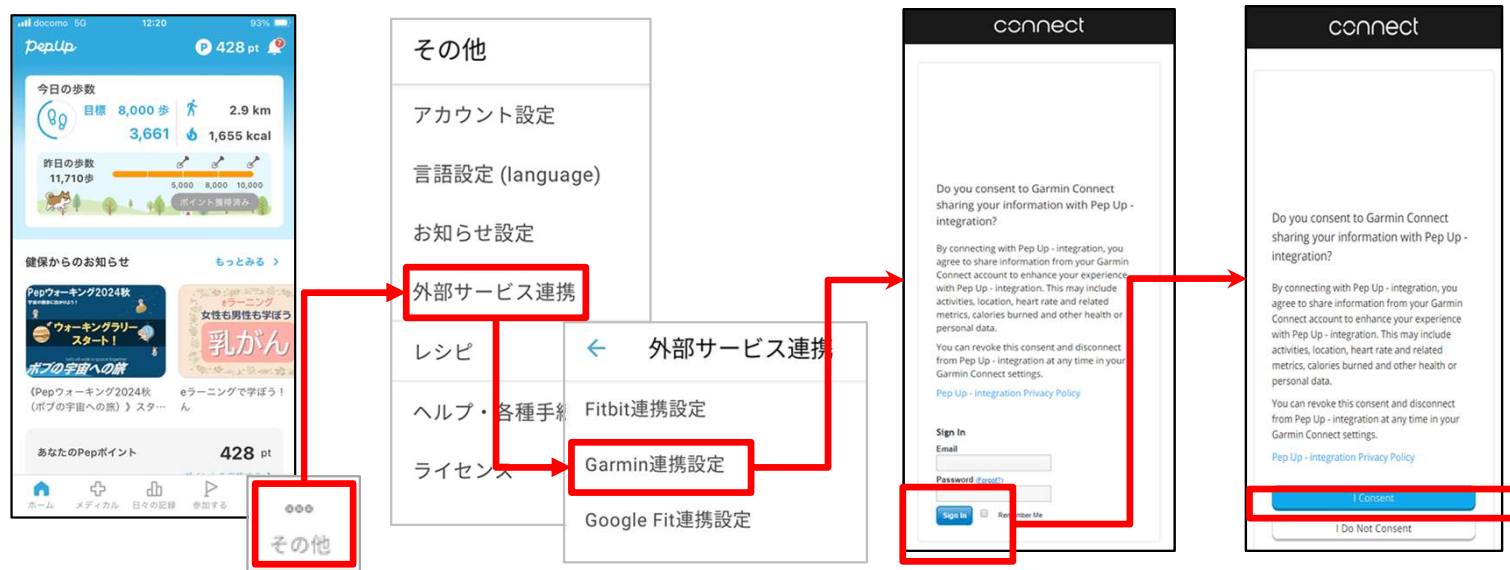 docomo 5G 12:20 93%
PepUp
P 428 pt
今日の歩数
目標 8,000 歩
2.9 km
3,661
1,655 kcal
昨日の歩数
11,710歩
5,000 8,000 10,000
ポイント獲得済み
健保からのお知らせ
もっとみる
Pepウォーキング2024秋
ウォーキングラリー
スタート!
ボブの宇宙への旅
eラーニング
女性も男性も学ぼう
乳がん
《Pepウォーキング2024秋
(ボブの宇宙への旅)》スタ…
eラーニングで学ぼう!
ん
あなたのPepポイント
428 pt
ホーム メディカル 日々の記録 参加する
その他
その他
アカウント設定
言語設定 (language)
お知らせ設定
外部サービス連携
レシピ
ヘルプ・各種手続
ライセンス
外部サービス連携
Fitbit連携設定
Garmin連携設定
Google Fit連携設定
connect
Do you consent to Garmin Connect
sharing your information with Pep Up -
integration?
By connecting with Pep Up - integration, you
agree to share information from your Garmin
Connect account to enhance your experience
with Pep Up - integration. This may include
activities, location, heart rate and related
metrics, calories burned and other health or
personal data.
You can revoke this consent and disconnect
from Pep Up - integration at any time in your
Garmin Connect settings.
Pep Up - integration Privacy Policy
Sign In
Email
Password (Forgot?)
Sign In Remember Me
connect
Do you consent to Garmin Connect
sharing your information with Pep Up -
integration?
By connecting with Pep Up - integration, you
agree to share information from your Garmin
Connect account to enhance your experience
with Pep Up - integration. This may include
activities, location, heart rate and related
metrics, calories burned and other health or
personal data.
You can revoke this consent and disconnect
from Pep Up - integration at any time in your
Garmin Connect settings.
Pep Up - integration Privacy Policy
I Consent
I Do Not Consent